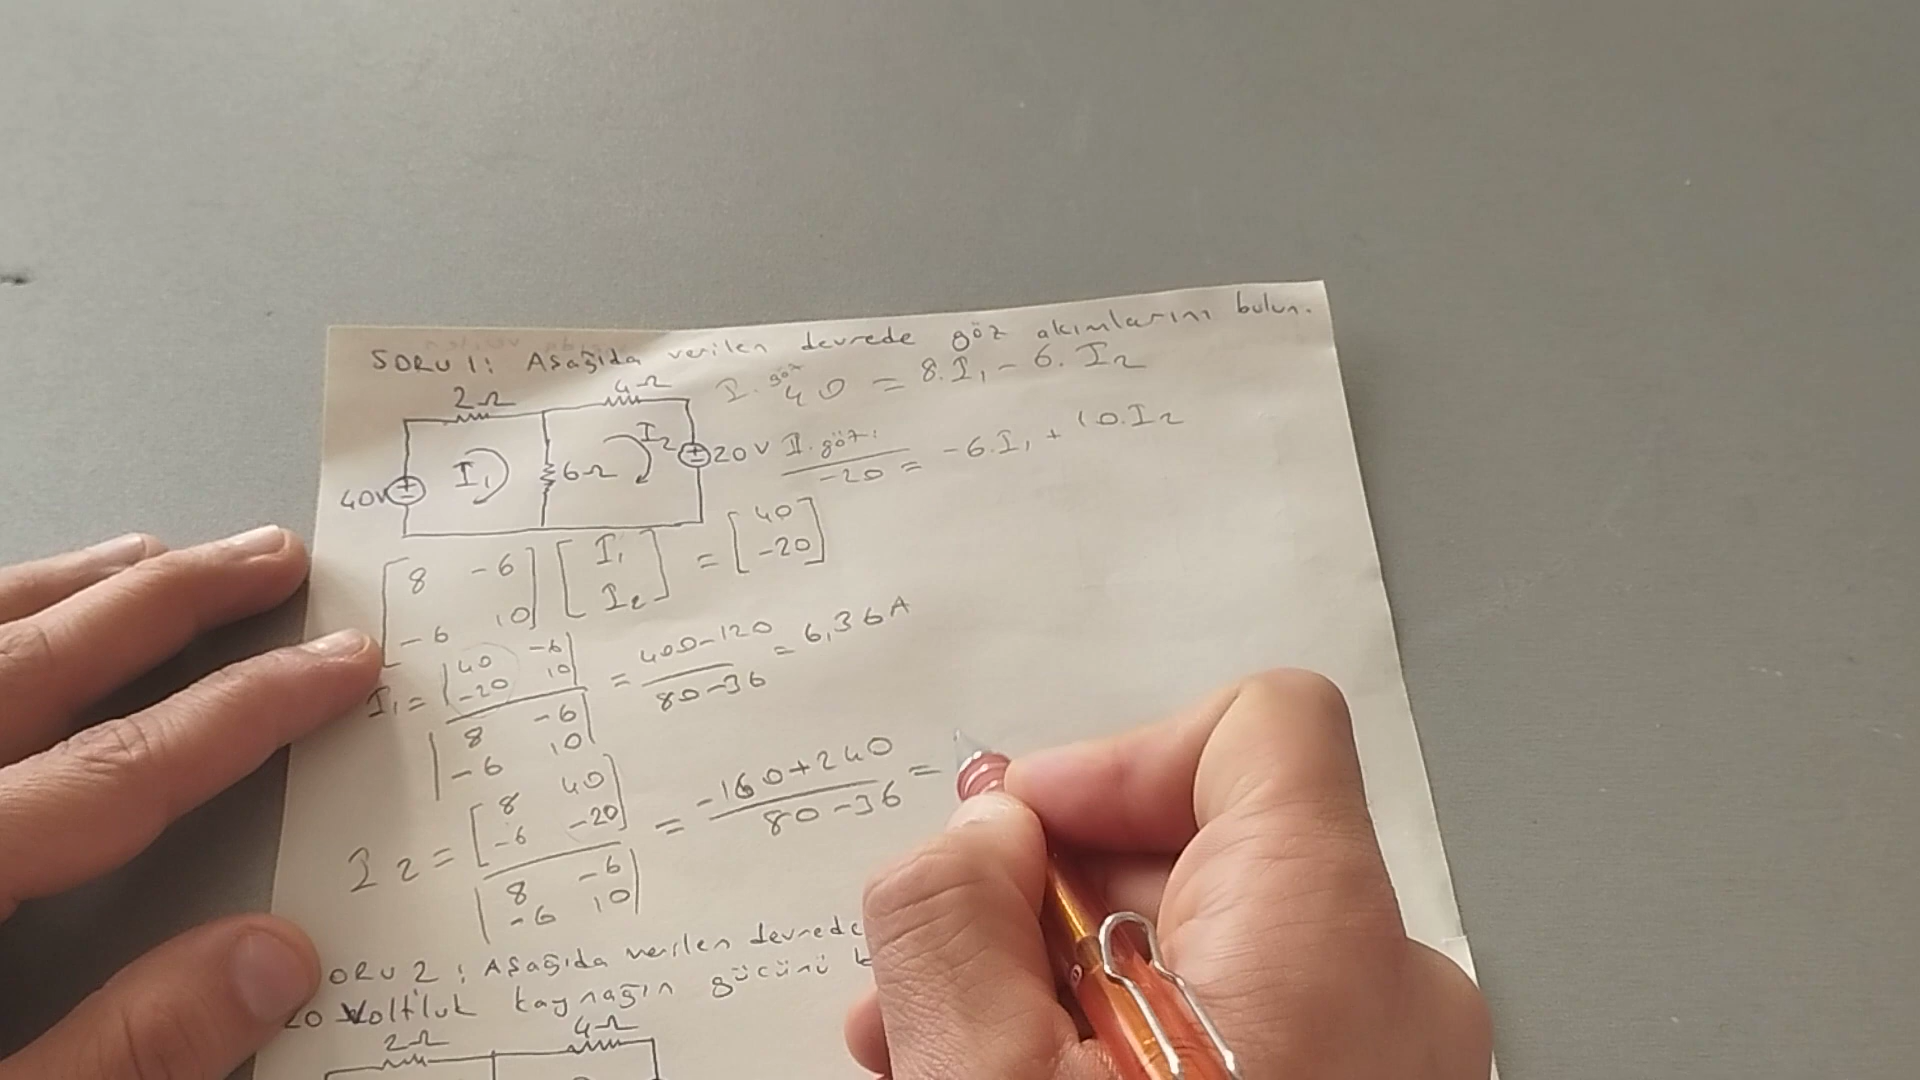 SORU 1: Aşağıda verilen devrede göz akımlarını bulun.
2Ω 4Ω I. göz 40 = 8.I₁ - 6.I₂
40V I₁ 6Ω I₂ 20V II. göz: -20 = -6.I₁ + 10.I₂
[8 -6] [I₁] = [40]
[-6 10] [I₂] [-20]
I₁ = |40 -6| = 400-120 = 6,36A
|-20 10| 80-36
|8 -6|
|-6 10|
I2 = [8 40] = -160+240 =
[-6 -20] 80-36
|8 -6|
|-6 10|
ORU 2: Aşağıda verilen devrede
20 Voltluk kaynağın gücünü
2Ω 4Ω